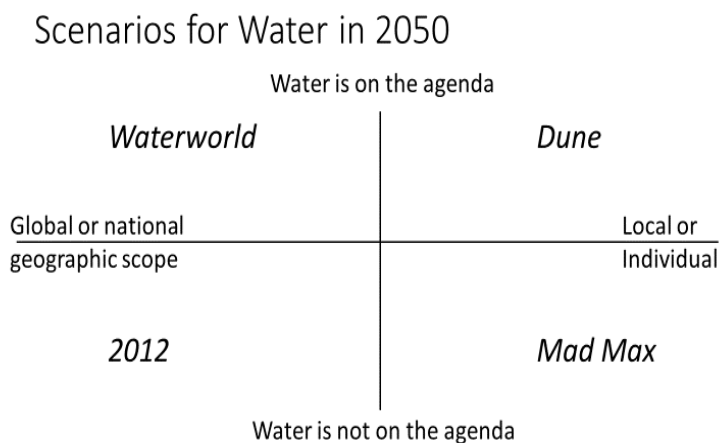 Scenarios for Water in 2050
Water is on the agenda
Waterworld
Dune
Global or national
geographic scope
Local or
Individual
2012
Mad Max
Water is not on the agenda